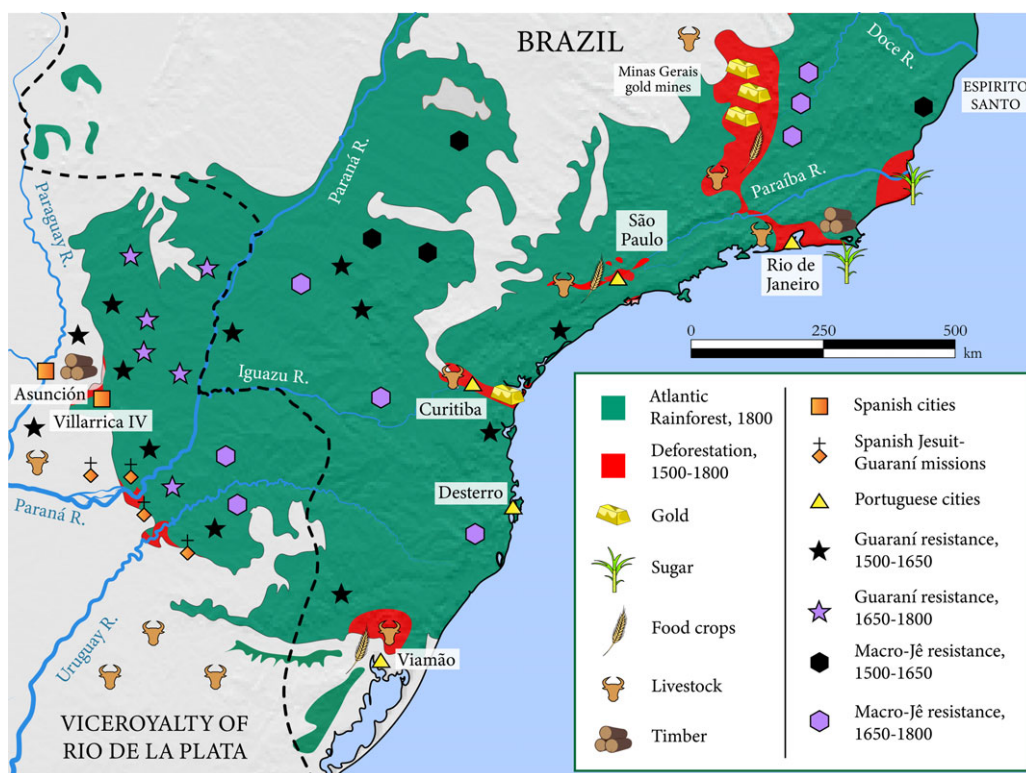 BRAZIL
Doce R.
Minas Gerais
gold mines
ESPIRITO
SANTO
Paraná R.
Paraíba R.
Paraguay R.
São
Paulo
Rio de
Janeiro
0 250 500
km
Iguazu R.
Asunción
Villarrica IV
Curitiba
Paraná R.
Desterro
Uruguay R.
Viamão
VICEROYALTY OF
RIO DE LA PLATA
Atlantic
Rainforest, 1800
Deforestation,
1500-1800
Gold
Sugar
Food crops
Livestock
Timber
Spanish cities
Spanish Jesuit-
Guaraní missions
Portuguese cities
Guaraní resistance,
1500-1650
Guaraní resistance,
1650-1800
Macro-Jê resistance,
1500-1650
Macro-Jê resistance,
1650-1800